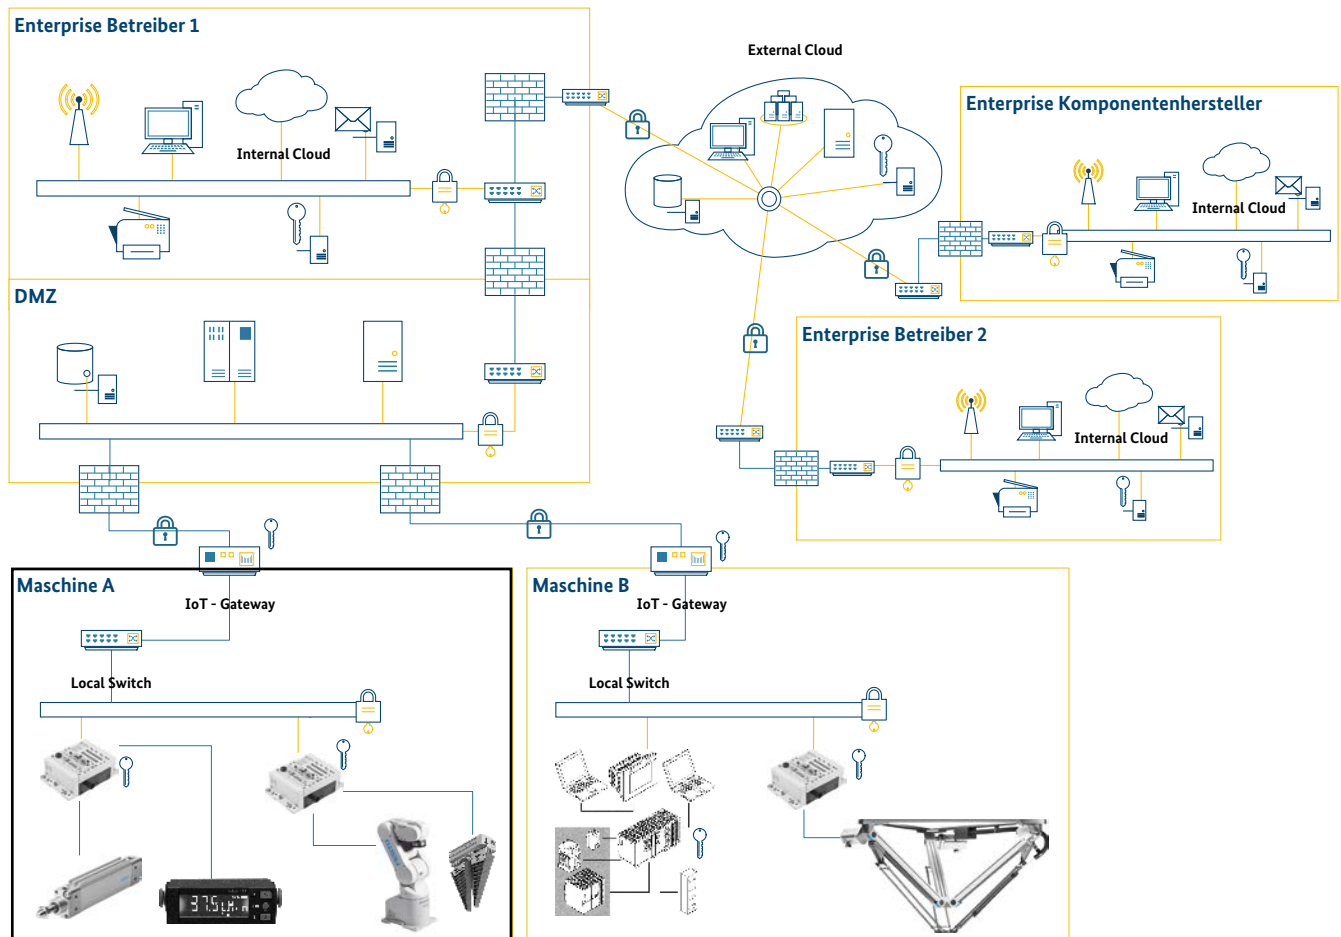 Enterprise Betreiber 1
External Cloud
Enterprise Komponentenhersteller
Internal Cloud
Internal Cloud
DMZ
Enterprise Betreiber 2
Internal Cloud
Maschine A
IoT - Gateway
Local Switch
Maschine B
IoT - Gateway
Local Switch